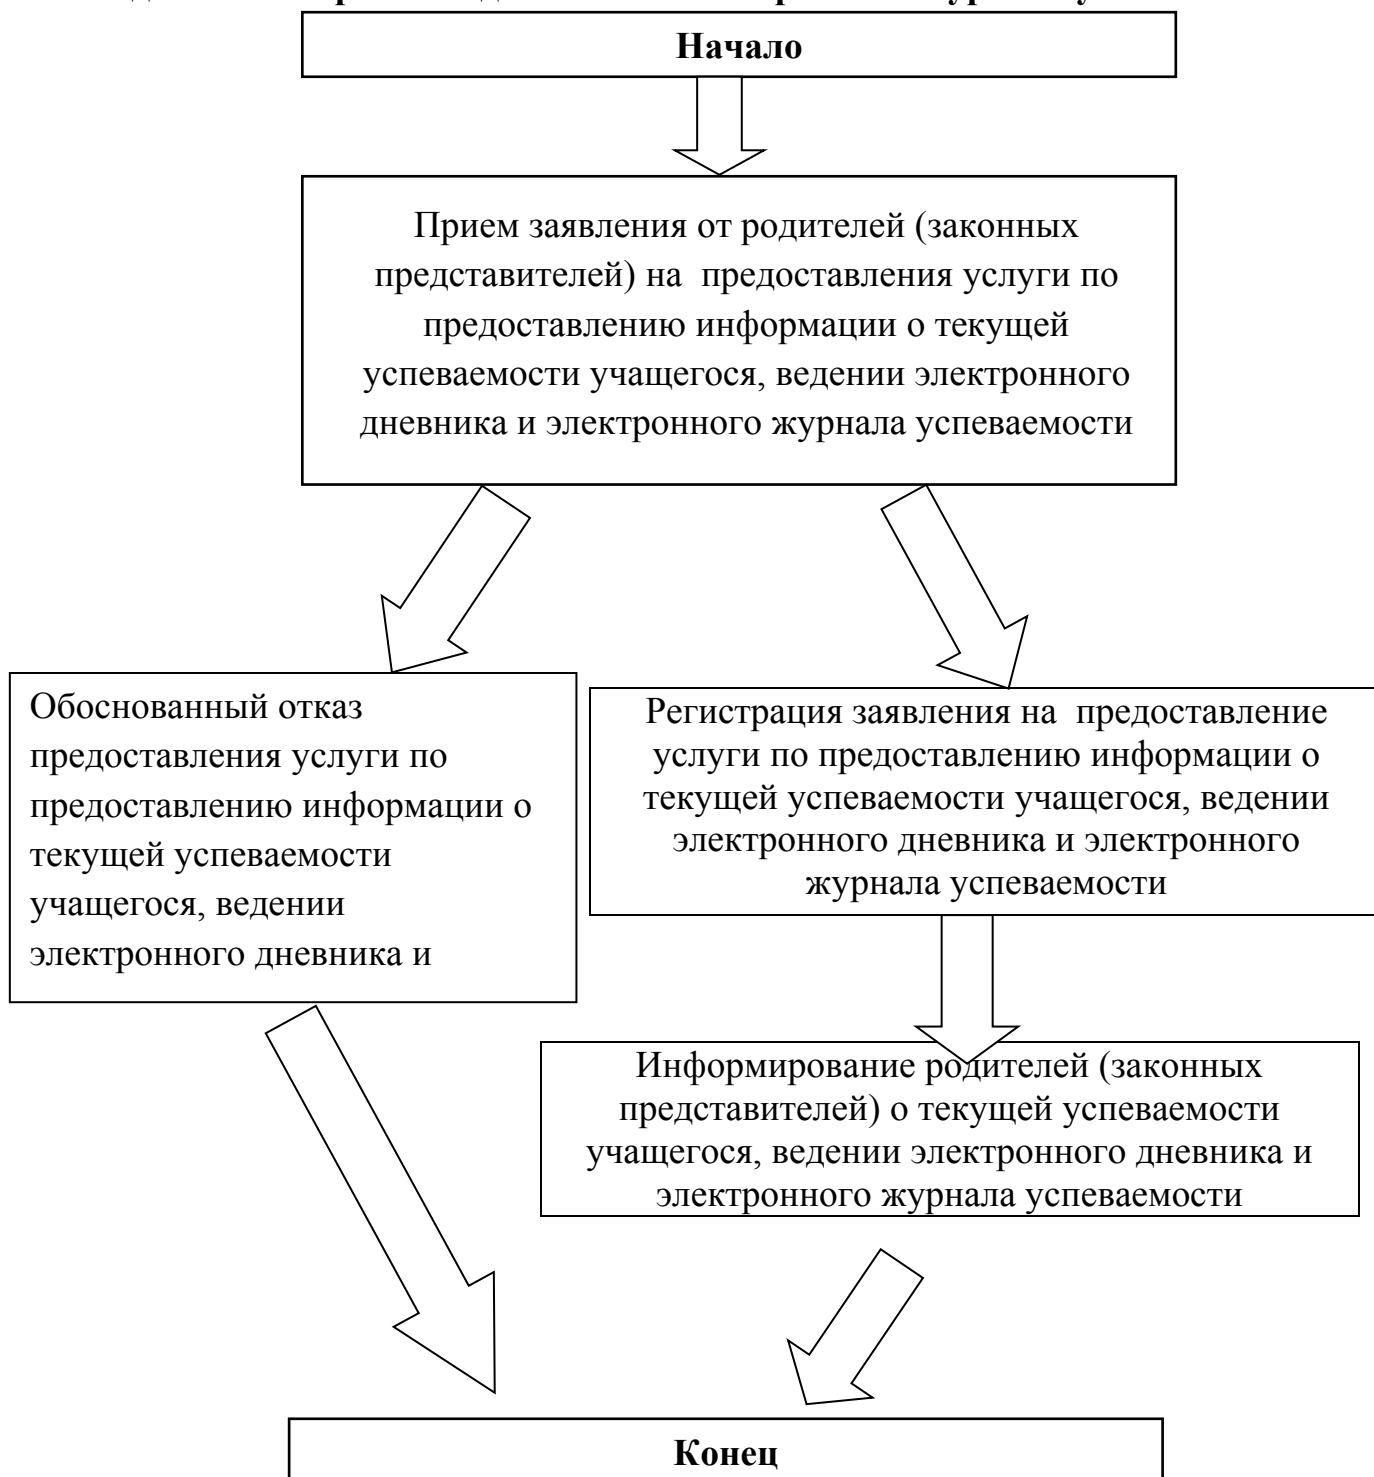 Начало
Прием заявления от родителей (законных
представителей) на предоставления услуги по
предоставлению информации о текущей
успеваемости учащегося, ведении электронного
дневника и электронного журнала успеваемости
Обоснованный отказ
предоставления услуги по
предоставлению информации о
текущей успеваемости
учащегося, ведении
электронного дневника и
Регистрация заявления на предоставление
услуги по предоставлению информации о
текущей успеваемости учащегося, ведении
электронного дневника и электронного
журнала успеваемости
Информирование родителей (законных
представителей) о текущей успеваемости
учащегося, ведении электронного дневника и
электронного журнала успеваемости
Конец